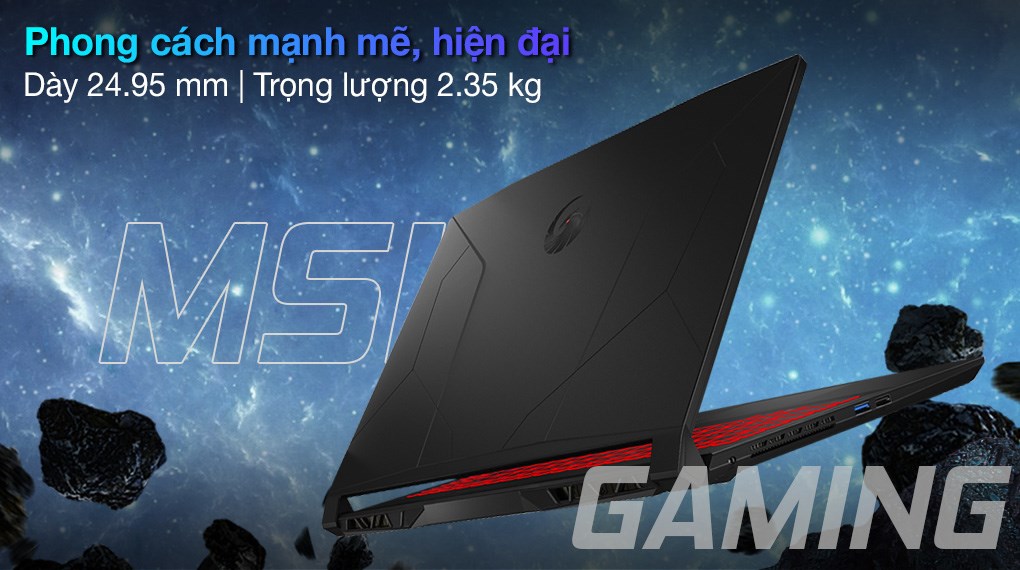 Phong cách mạnh mẽ, hiện đại
Dày 24.95 mm | Trọng lượng 2.35 kg
MSI
GAMING